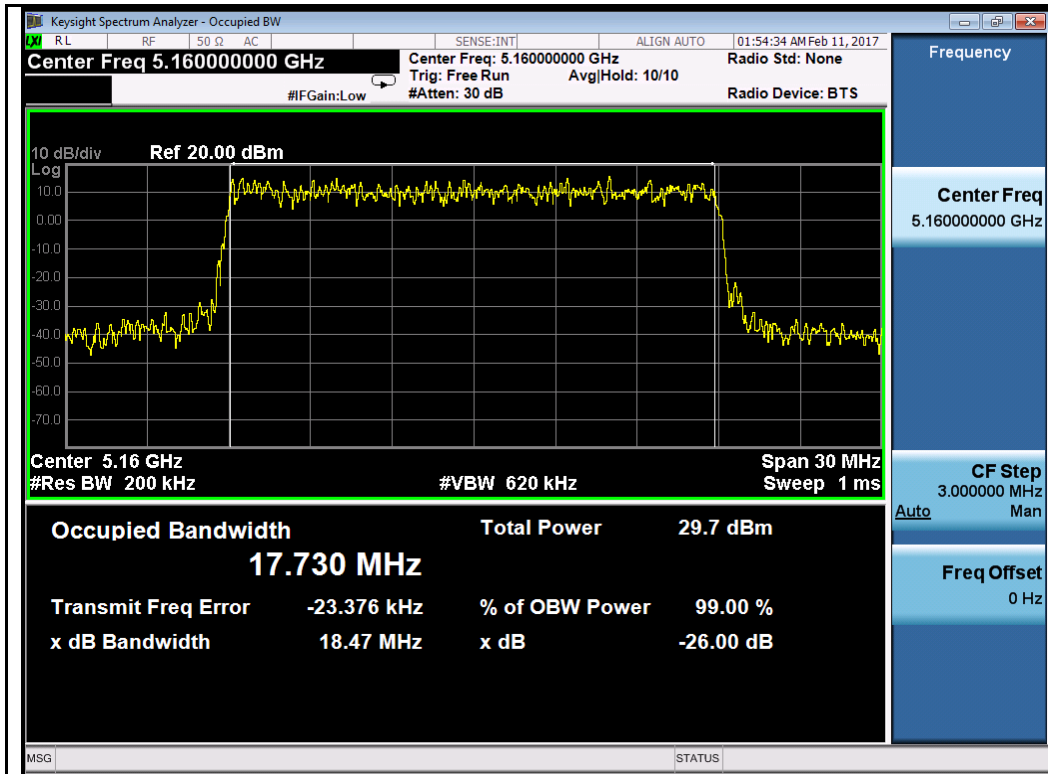 Keysight Spectrum Analyzer - Occupied BW
LXI RL RF 50 Ω AC SENSE:INT ALIGN AUTO 01:54:34 AM Feb 11, 2017
Center Freq 5.160000000 GHz Center Freq: 5.160000000 GHz Radio Std: None
Trig: Free Run Avg|Hold: 10/10
#IFGain:Low #Atten: 30 dB Radio Device: BTS
10 dB/div Ref 20.00 dBm
Log
10.0
0.00
-10.0
-20.0
-30.0
-40.0
-50.0
-60.0
-70.0
Center 5.16 GHz Span 30 MHz
#Res BW 200 kHz #VBW 620 kHz Sweep 1 ms
Occupied Bandwidth Total Power 29.7 dBm
17.730 MHz
Transmit Freq Error -23.376 kHz % of OBW Power 99.00 %
x dB Bandwidth 18.47 MHz x dB -26.00 dB
MSG STATUS
Frequency
Center Freq
5.160000000 GHz
CF Step
3.000000 MHz
Auto Man
Freq Offset
0 Hz